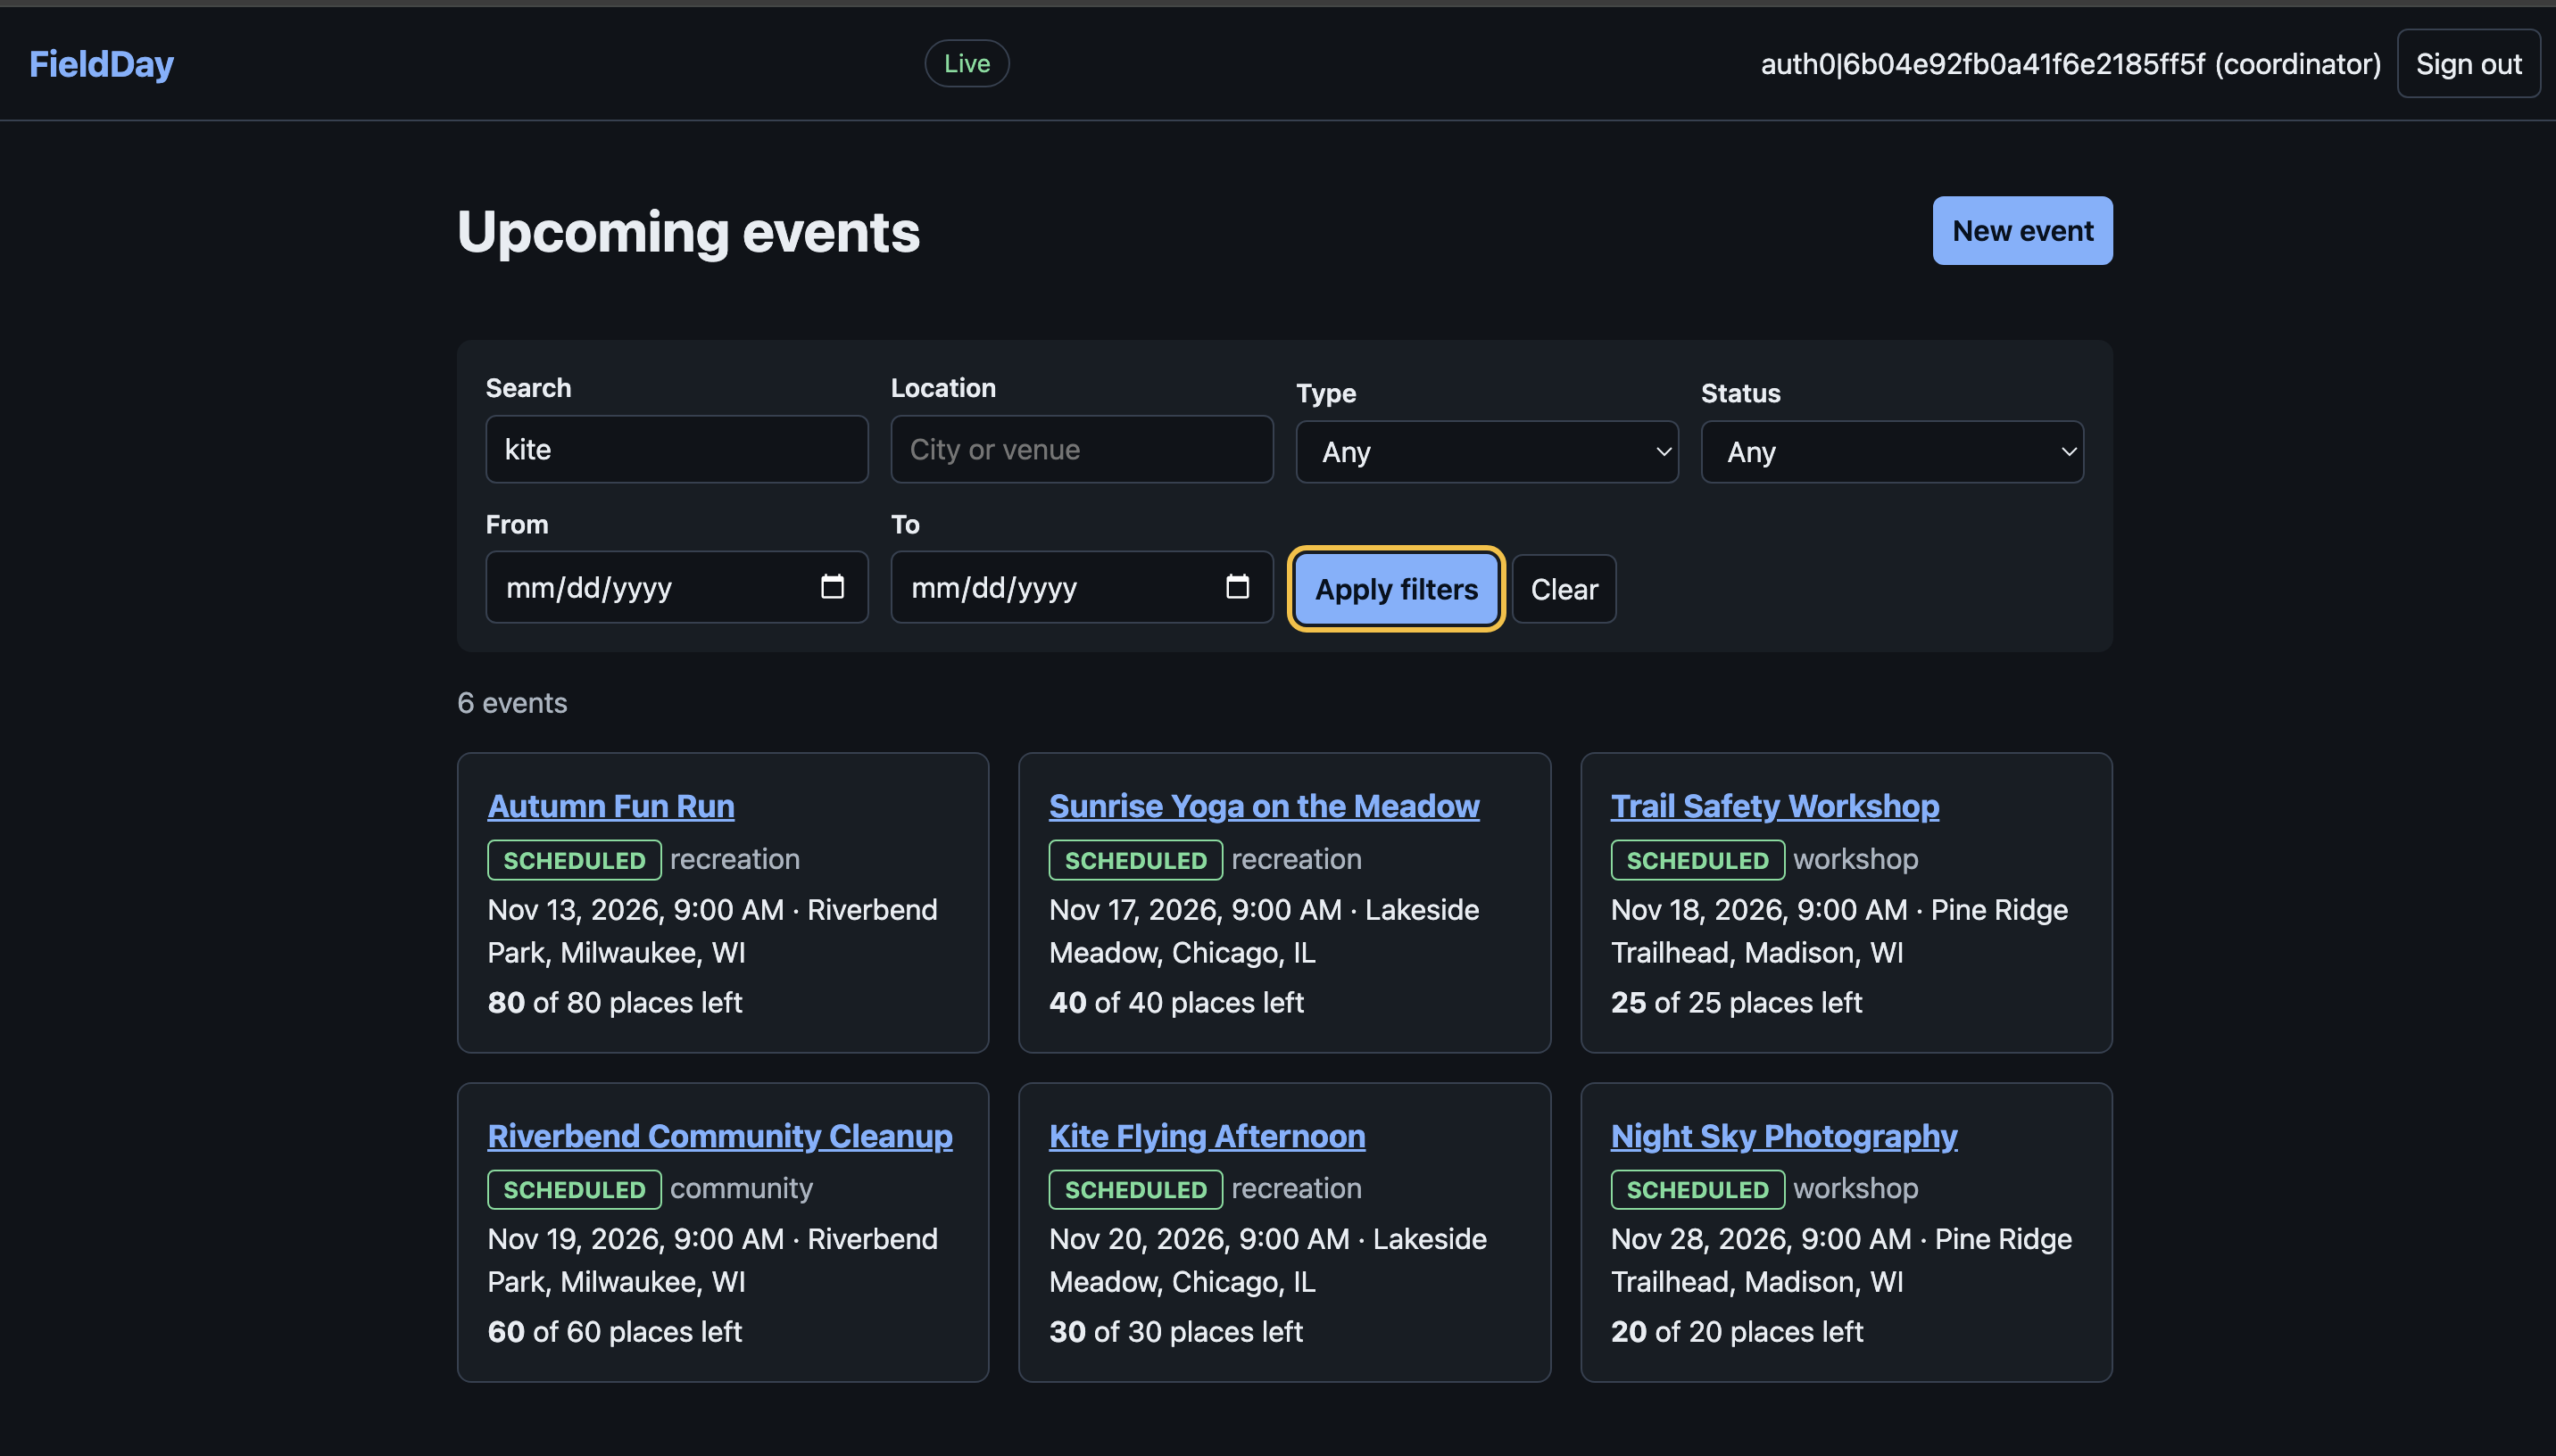 FieldDay
Live
auth0|6b04e92fb0a41f6e2185ff5f (coordinator)
Sign out
Upcoming events
New event
Search
Location
Type
Status
kite
City or venue
Any
Any
From
To
mm/dd/yyyy
mm/dd/yyyy
Apply filters
Clear
6 events
Autumn Fun Run
SCHEDULED recreation
Nov 13, 2026, 9:00 AM · Riverbend
Park, Milwaukee, WI
80 of 80 places left
Sunrise Yoga on the Meadow
SCHEDULED recreation
Nov 17, 2026, 9:00 AM · Lakeside
Meadow, Chicago, IL
40 of 40 places left
Trail Safety Workshop
SCHEDULED workshop
Nov 18, 2026, 9:00 AM · Pine Ridge
Trailhead, Madison, WI
25 of 25 places left
Riverbend Community Cleanup
SCHEDULED community
Nov 19, 2026, 9:00 AM · Riverbend
Park, Milwaukee, WI
60 of 60 places left
Kite Flying Afternoon
SCHEDULED recreation
Nov 20, 2026, 9:00 AM · Lakeside
Meadow, Chicago, IL
30 of 30 places left
Night Sky Photography
SCHEDULED workshop
Nov 28, 2026, 9:00 AM · Pine Ridge
Trailhead, Madison, WI
20 of 20 places left